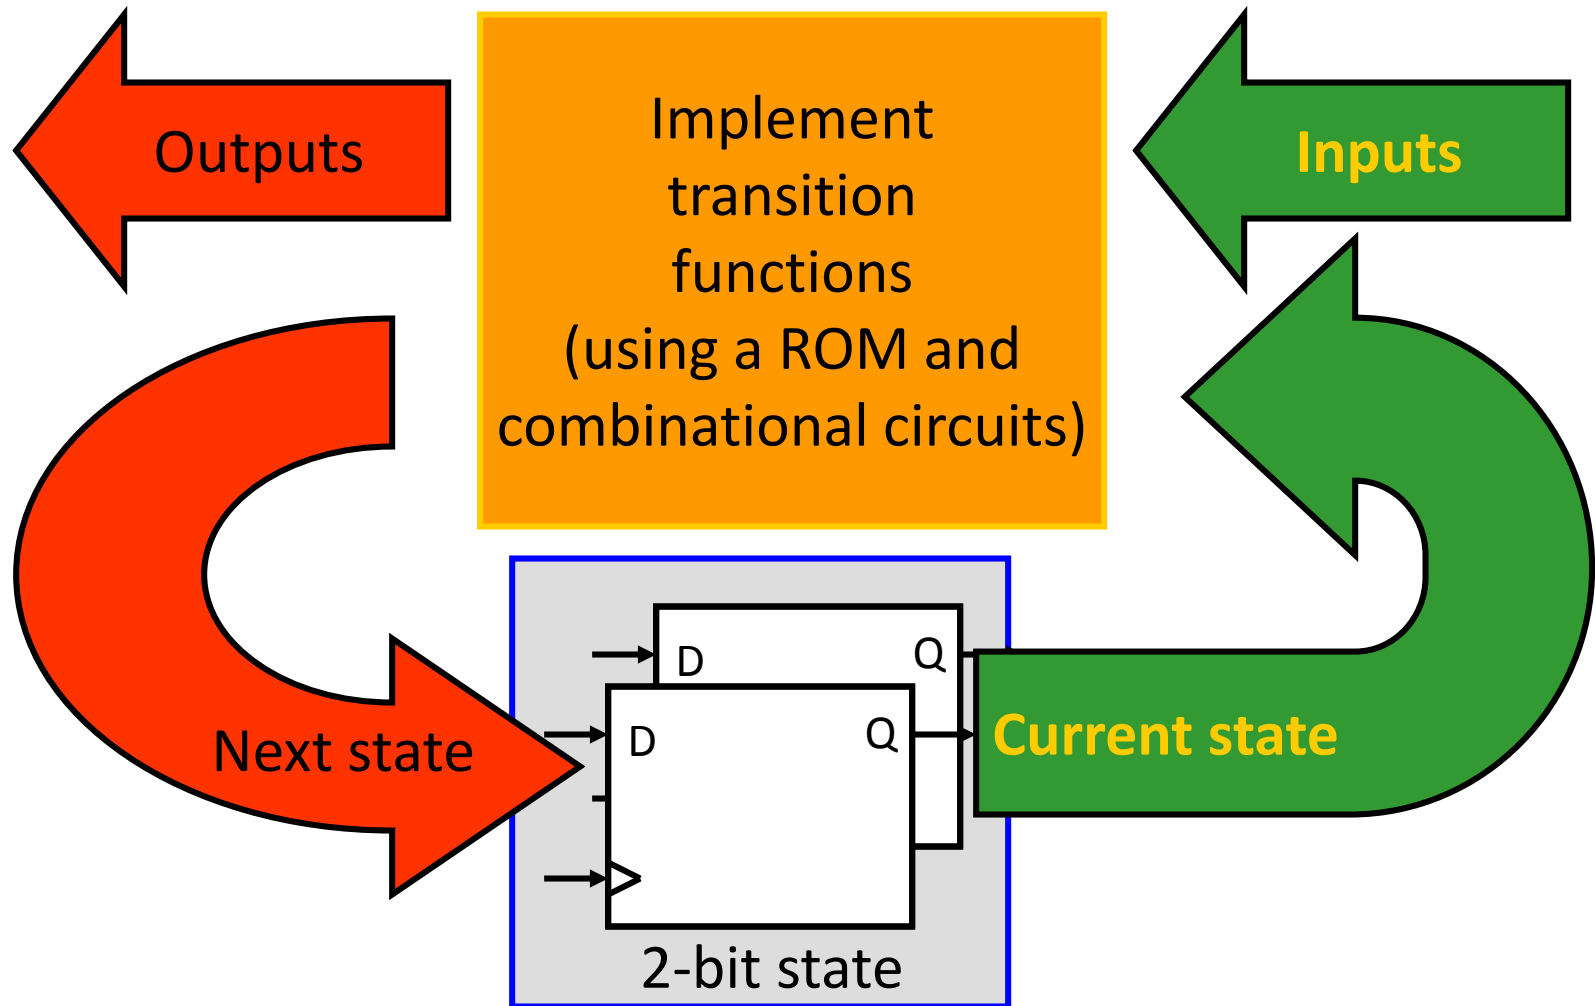 Outputs
Implement
transition
functions
(using a ROM and
combinational circuits)
Inputs
D
Q
D
Q
Next state
Current state
2-bit state